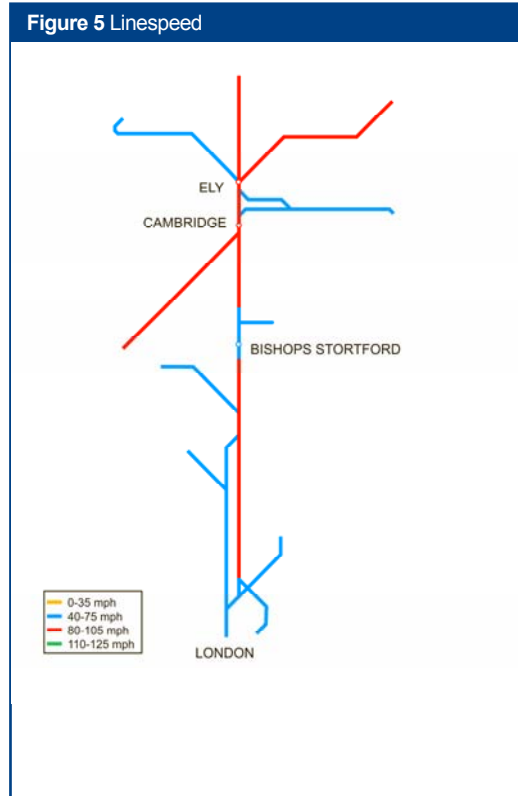 Figure 5 Linespeed
ELY
CAMBRIDGE
BISHOPS STORTFORD
0-35 mph
40-75 mph
80-105 mph
110-125 mph
LONDON